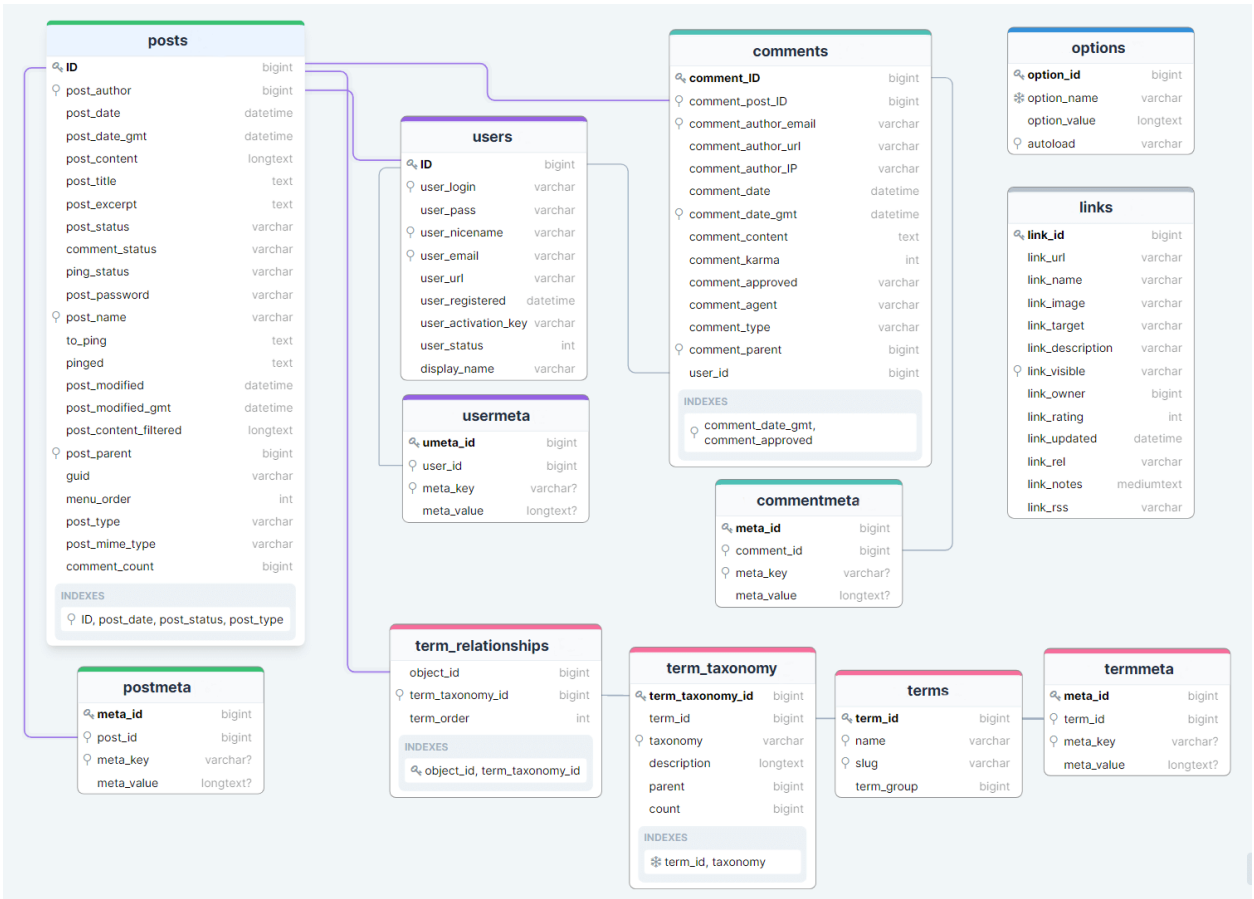 posts
ID bigint
post_author bigint
post_date datetime
post_date_gmt datetime
post_content longtext
post_title text
post_excerpt text
post_status varchar
comment_status varchar
ping_status varchar
post_password varchar
post_name varchar
to_ping text
pinged text
post_modified datetime
post_modified_gmt datetime
post_content_filtered longtext
post_parent bigint
guid varchar
menu_order int
post_type varchar
post_mime_type varchar
comment_count bigint
INDEXES
ID, post_date, post_status, post_type
postmeta
meta_id bigint
post_id bigint
meta_key varchar?
meta_value longtext?
users
ID bigint
user_login varchar
user_pass varchar
user_nicename varchar
user_email varchar
user_url varchar
user_registered datetime
user_activation_key varchar
user_status int
display_name varchar
usermeta
umeta_id bigint
user_id bigint
meta_key varchar?
meta_value longtext?
comments
comment_ID bigint
comment_post_ID bigint
comment_author_email varchar
comment_author_url varchar
comment_author_IP varchar
comment_date datetime
comment_date_gmt datetime
comment_content text
comment_karma int
comment_approved varchar
comment_agent varchar
comment_type varchar
comment_parent bigint
user_id bigint
INDEXES
comment_date_gmt,
comment_approved
commentmeta
meta_id bigint
comment_id bigint
meta_key varchar?
meta_value longtext?
options
option_id bigint
option_name varchar
option_value longtext
autoload varchar
links
link_id bigint
link_url varchar
link_name varchar
link_image varchar
link_target varchar
link_description varchar
link_visible varchar
link_owner bigint
link_rating int
link_updated datetime
link_rel varchar
link_notes mediumtext
link_rss varchar
term_relationships
object_id bigint
term_taxonomy_id bigint
term_order int
INDEXES
object_id, term_taxonomy_id
term_taxonomy
term_taxonomy_id bigint
term_id bigint
taxonomy varchar
description longtext
parent bigint
count bigint
INDEXES
term_id, taxonomy
terms
term_id bigint
name varchar
slug varchar
term_group bigint
termmeta
meta_id bigint
term_id bigint
meta_key varchar?
meta_value longtext?